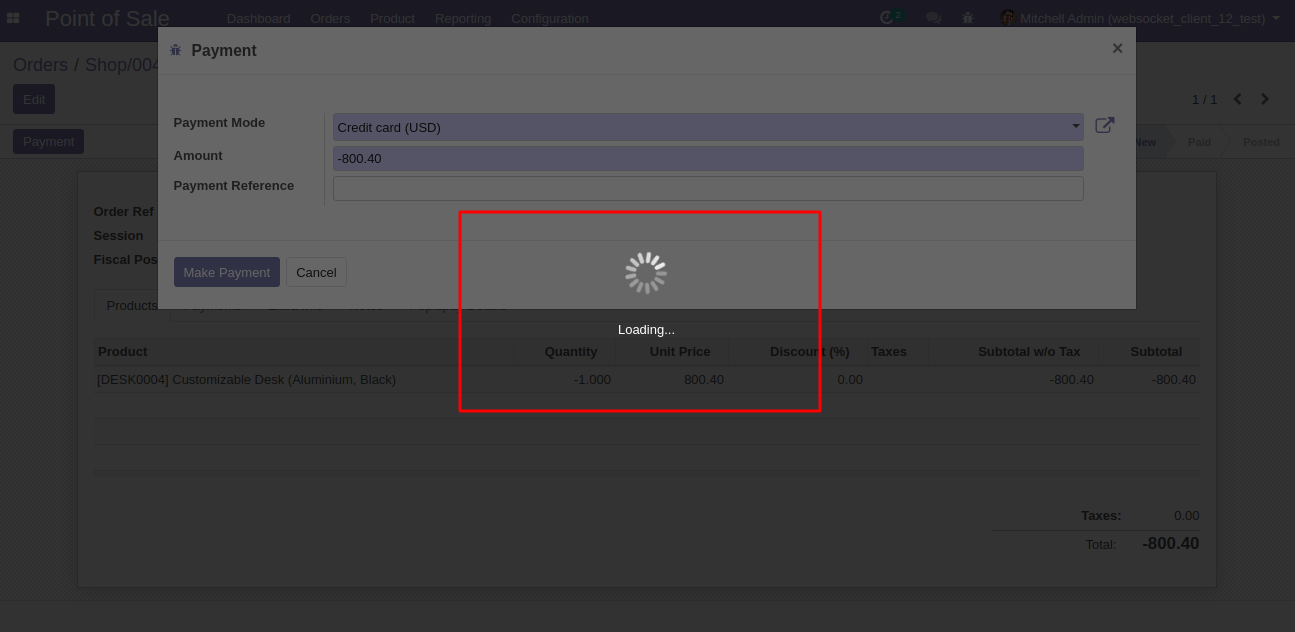 Point of Sale Dashboard Orders Product Reporting Configuration 2 Mitchell Admin (websocket_client_12_test)
Payment ×
Orders / Shop/004
Edit 1 / 1
Payment New Paid Posted
Payment Mode Credit card (USD)
Amount -800.40
Payment Reference
Order Ref
Session
Fiscal Pos
Make Payment Cancel
Products
Loading...
Product Quantity Unit Price Discount (%) Taxes Subtotal w/o Tax Subtotal
[DESK0004] Customizable Desk (Aluminium, Black) -1.000 800.40 0.00 -800.40 -800.40
Taxes: 0.00
Total: -800.40